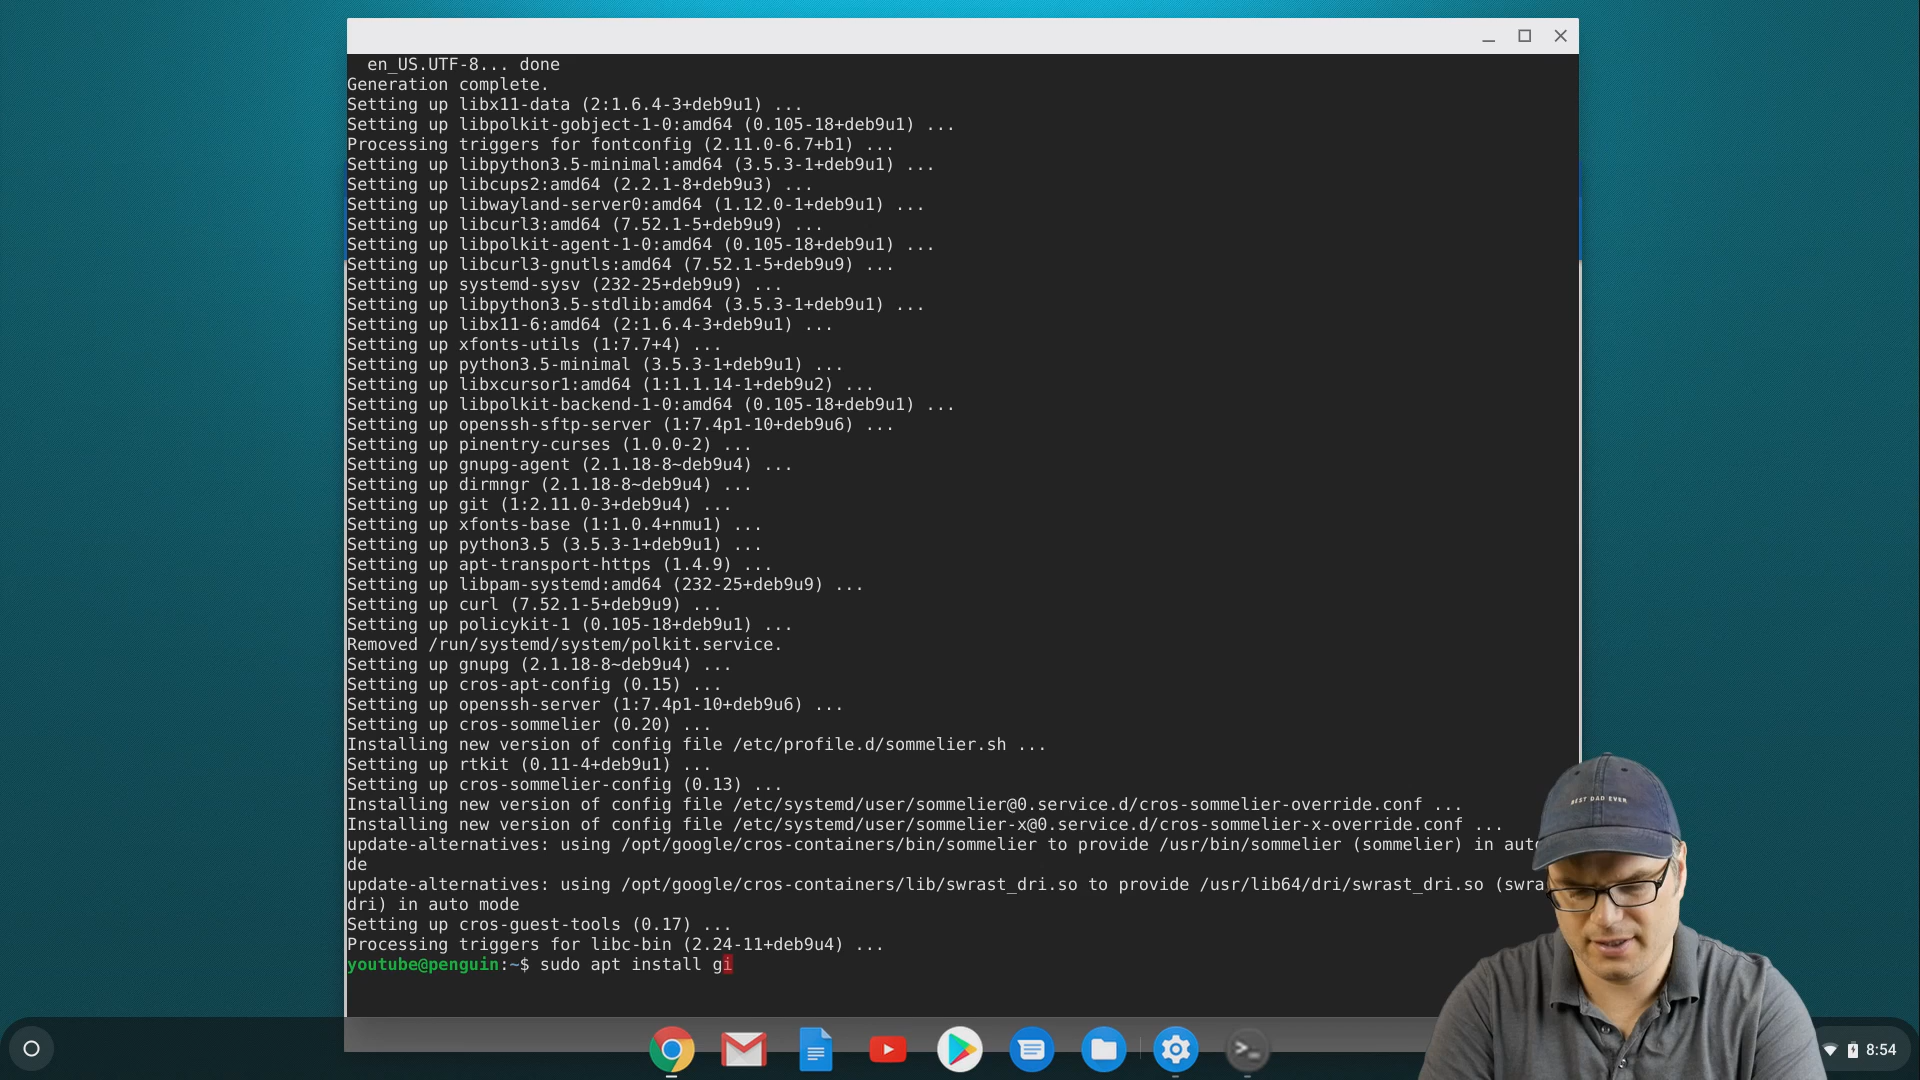 en_US.UTF-8... done
Generation complete.
Setting up libx11-data (2:1.6.4-3+deb9u1) ...
Setting up libpolkit-gobject-1-0:amd64 (0.105-18+deb9u1) ...
Processing triggers for fontconfig (2.11.0-6.7+b1) ...
Setting up libpython3.5-minimal:amd64 (3.5.3-1+deb9u1) ...
Setting up libcups2:amd64 (2.2.1-8+deb9u3) ...
Setting up libwayland-server0:amd64 (1.12.0-1+deb9u1) ...
Setting up libcurl3:amd64 (7.52.1-5+deb9u9) ...
Setting up libpolkit-agent-1-0:amd64 (0.105-18+deb9u1) ...
Setting up libcurl3-gnutls:amd64 (7.52.1-5+deb9u9) ...
Setting up systemd-sysv (232-25+deb9u9) ...
Setting up libpython3.5-stdlib:amd64 (3.5.3-1+deb9u1) ...
Setting up libx11-6:amd64 (2:1.6.4-3+deb9u1) ...
Setting up xfonts-utils (1:7.7+4) ...
Setting up python3.5-minimal (3.5.3-1+deb9u1) ...
Setting up libxcursor1:amd64 (1:1.1.14-1+deb9u2) ...
Setting up libpolkit-backend-1-0:amd64 (0.105-18+deb9u1) ...
Setting up openssh-sftp-server (1:7.4p1-10+deb9u6) ...
Setting up pinentry-curses (1.0.0-2) ...
Setting up gnupg-agent (2.1.18-8~deb9u4) ...
Setting up dirmngr (2.1.18-8~deb9u4) ...
Setting up git (1:2.11.0-3+deb9u4) ...
Setting up xfonts-base (1:1.0.4+nmu1) ...
Setting up python3.5 (3.5.3-1+deb9u1) ...
Setting up apt-transport-https (1.4.9) ...
Setting up libpam-systemd:amd64 (232-25+deb9u9) ...
Setting up curl (7.52.1-5+deb9u9) ...
Setting up policykit-1 (0.105-18+deb9u1) ...
Removed /run/systemd/system/polkit.service.
Setting up gnupg (2.1.18-8~deb9u4) ...
Setting up cros-apt-config (0.15) ...
Setting up openssh-server (1:7.4p1-10+deb9u6) ...
Setting up cros-sommelier (0.20) ...
Installing new version of config file /etc/profile.d/sommelier.sh ...
Setting up rtkit (0.11-4+deb9u1) ...
Setting up cros-sommelier-config (0.13) ...
Installing new version of config file /etc/systemd/user/sommelier@0.service.d/cros-sommelier-override.conf ...
Installing new version of config file /etc/systemd/user/sommelier-x@0.service.d/cros-sommelier-x-override.conf ...
update-alternatives: using /opt/google/cros-containers/bin/sommelier to provide /usr/bin/sommelier (sommelier) in auto
de
update-alternatives: using /opt/google/cros-containers/lib/swrast_dri.so to provide /usr/lib64/dri/swrast_dri.so (swra
dri) in auto mode
Setting up cros-guest-tools (0.17) ...
Processing triggers for libc-bin (2.24-11+deb9u4) ...
youtube@penguin:~$ sudo apt install gi
BEST DAD EVER
8:54